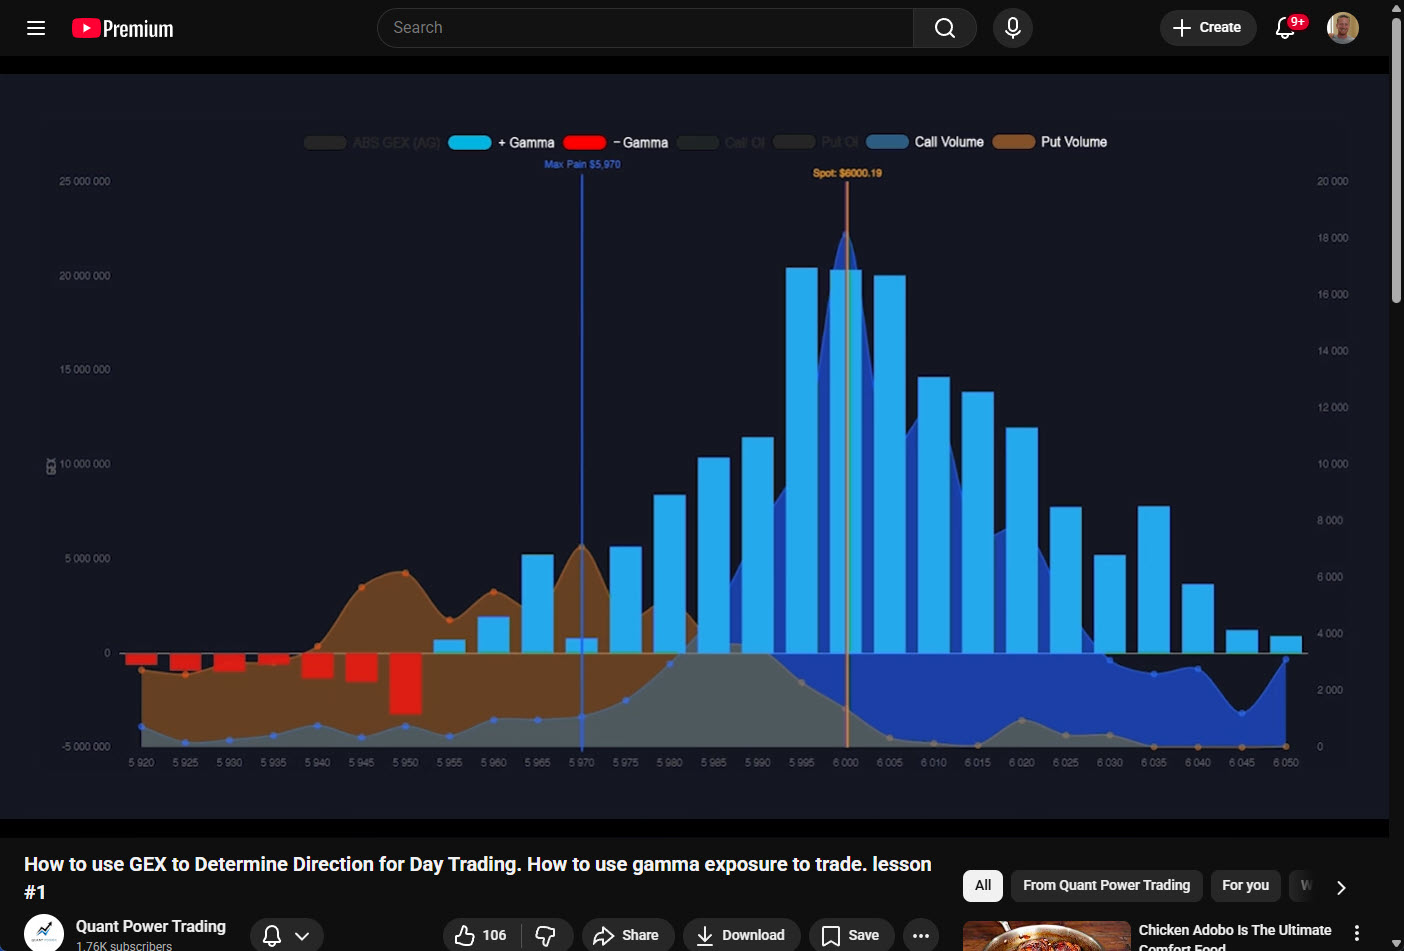 Premium
Search
Create
9+
ABS GEX (AG)
+ Gamma
− Gamma
Call OI
Put OI
Call Volume
Put Volume
Max Pain $5,970
Spot: $6000.19
25 000 000
20 000 000
15 000 000
10 000 000
5 000 000
0
-5 000 000
GEX
20 000
18 000
16 000
14 000
12 000
10 000
8 000
6 000
4 000
2 000
0
5 920 5 925 5 930 5 935 5 940 5 945 5 950 5 955 5 960 5 965 5 970 5 975 5 980 5 985 5 990 5 995 6 000 6 005 6 010 6 015 6 020 6 025 6 030 6 035 6 040 6 045 6 050
How to use GEX to Determine Direction for Day Trading. How to use gamma exposure to trade. lesson
#1
Quant Power Trading
1.76K subscribers
106
Share
Download
Save
All
From Quant Power Trading
For you
Chicken Adobo Is The Ultimate
Comfort Food